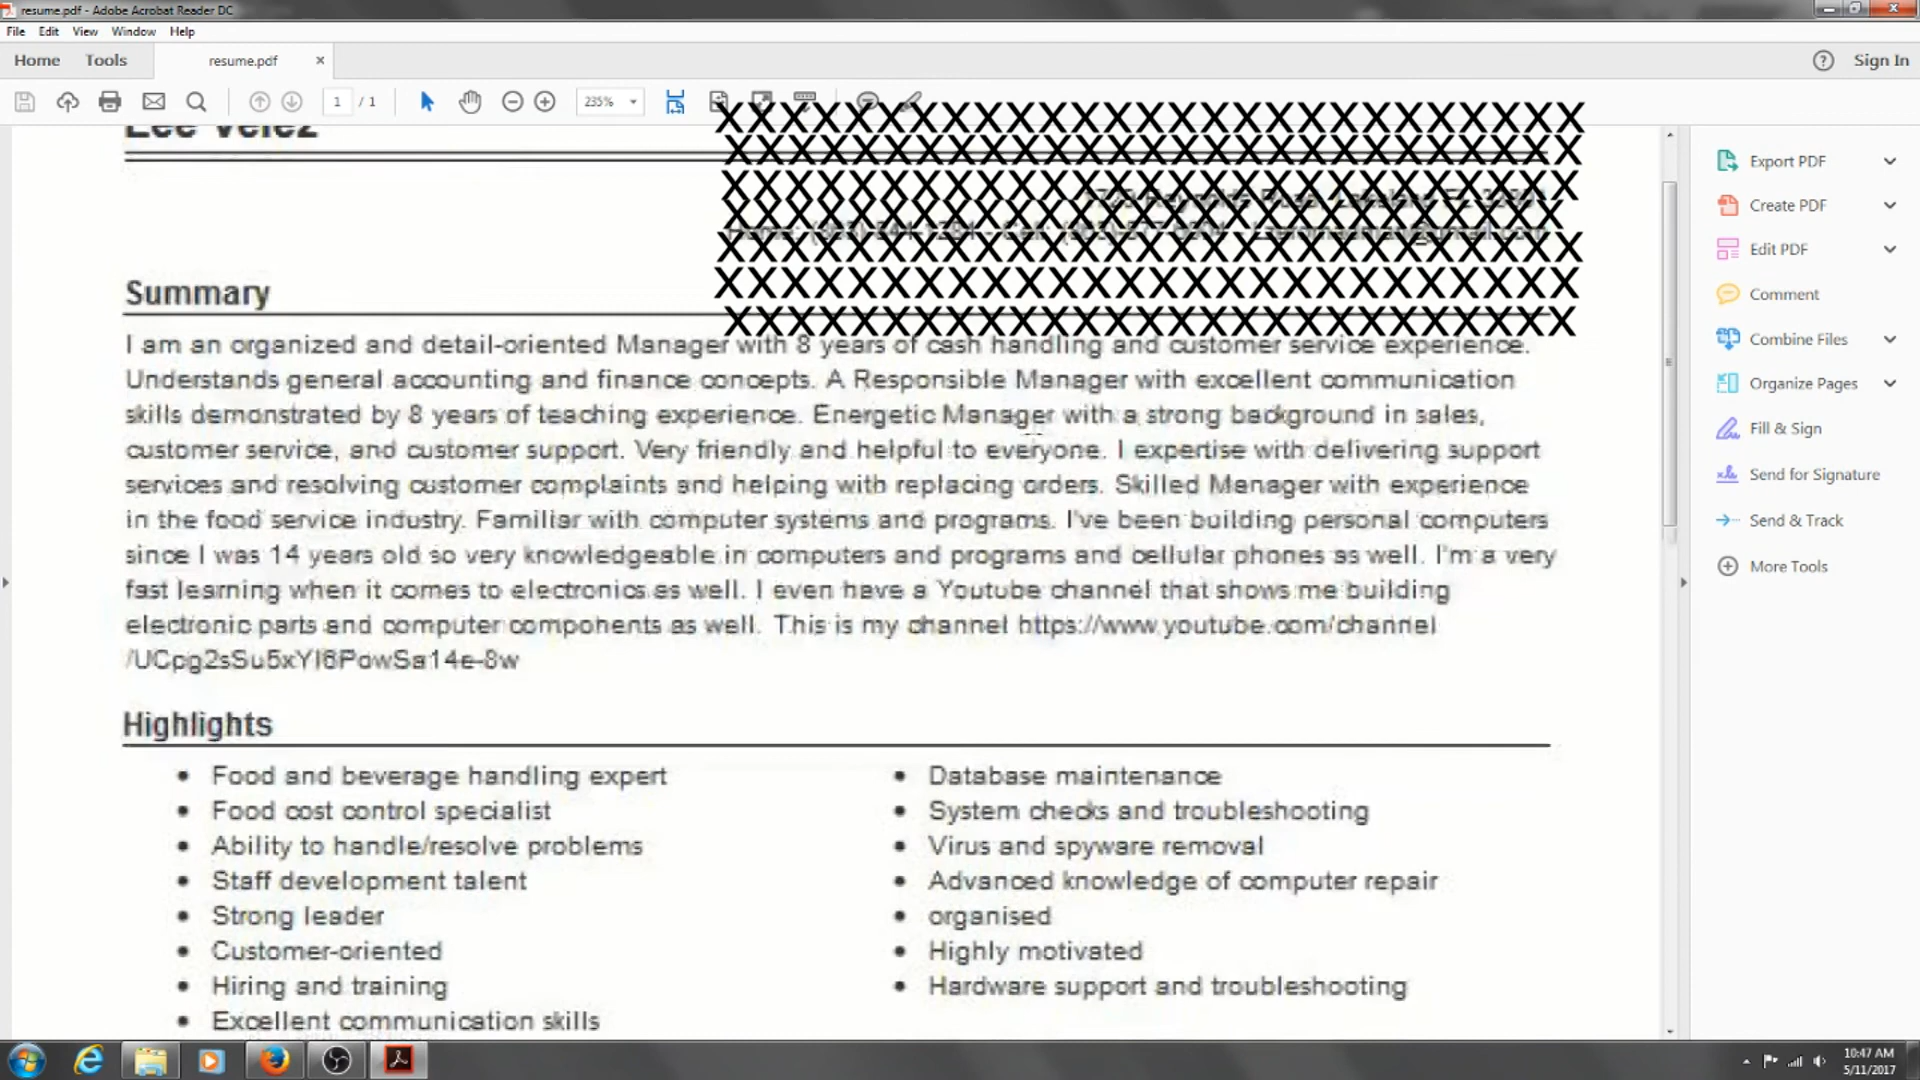 resume.pdf - Adobe Acrobat Reader DC
File Edit View Window Help
Home Tools resume.pdf Sign In
1 / 1 235%
Lee Velez
XXXXXXXXXXXXXXXXXXXXXXXXXX
XXXXXXXXXXXXXXXXXXXXXXXXXX
XXXXXXXXXXXXXXXXXXXXXXXXXX
XXXXXXXXXXXXXXXXXXXXXXXXXX
XXXXXXXXXXXXXXXXXXXXXXXXXX
XXXXXXXXXXXXXXXXXXXXXXXXXX
XXXXXXXXXXXXXXXXXXXXXXXXXX
Summary
I am an organized and detail-oriented Manager with 8 years of cash handling and customer service experience.
Understands general accounting and finance concepts. A Responsible Manager with excellent communication
skills demonstrated by 8 years of teaching experience. Energetic Manager with a strong background in sales,
customer service, and customer support. Very friendly and helpful to everyone. I expertise with delivering support
services and resolving customer complaints and helping with replacing orders. Skilled Manager with experience
in the food service industry. Familiar with computer systems and programs. I've been building personal computers
since I was 14 years old so very knowledgeable in computers and programs and cellular phones as well. I'm a very
fast learning when it comes to electronics as well. I even have a Youtube channel that shows me building
electronic parts and computer components as well. This is my channel https://www.youtube.com/channel
/UCpg2sSu5xYl6PowSa14e-8w
Highlights
Food and beverage handling expert
Food cost control specialist
Ability to handle/resolve problems
Staff development talent
Strong leader
Customer-oriented
Hiring and training
Excellent communication skills
Database maintenance
System checks and troubleshooting
Virus and spyware removal
Advanced knowledge of computer repair
organised
Highly motivated
Hardware support and troubleshooting
Export PDF
Create PDF
Edit PDF
Comment
Combine Files
Organize Pages
Fill & Sign
Send for Signature
Send & Track
More Tools
10:47 AM
5/11/2017